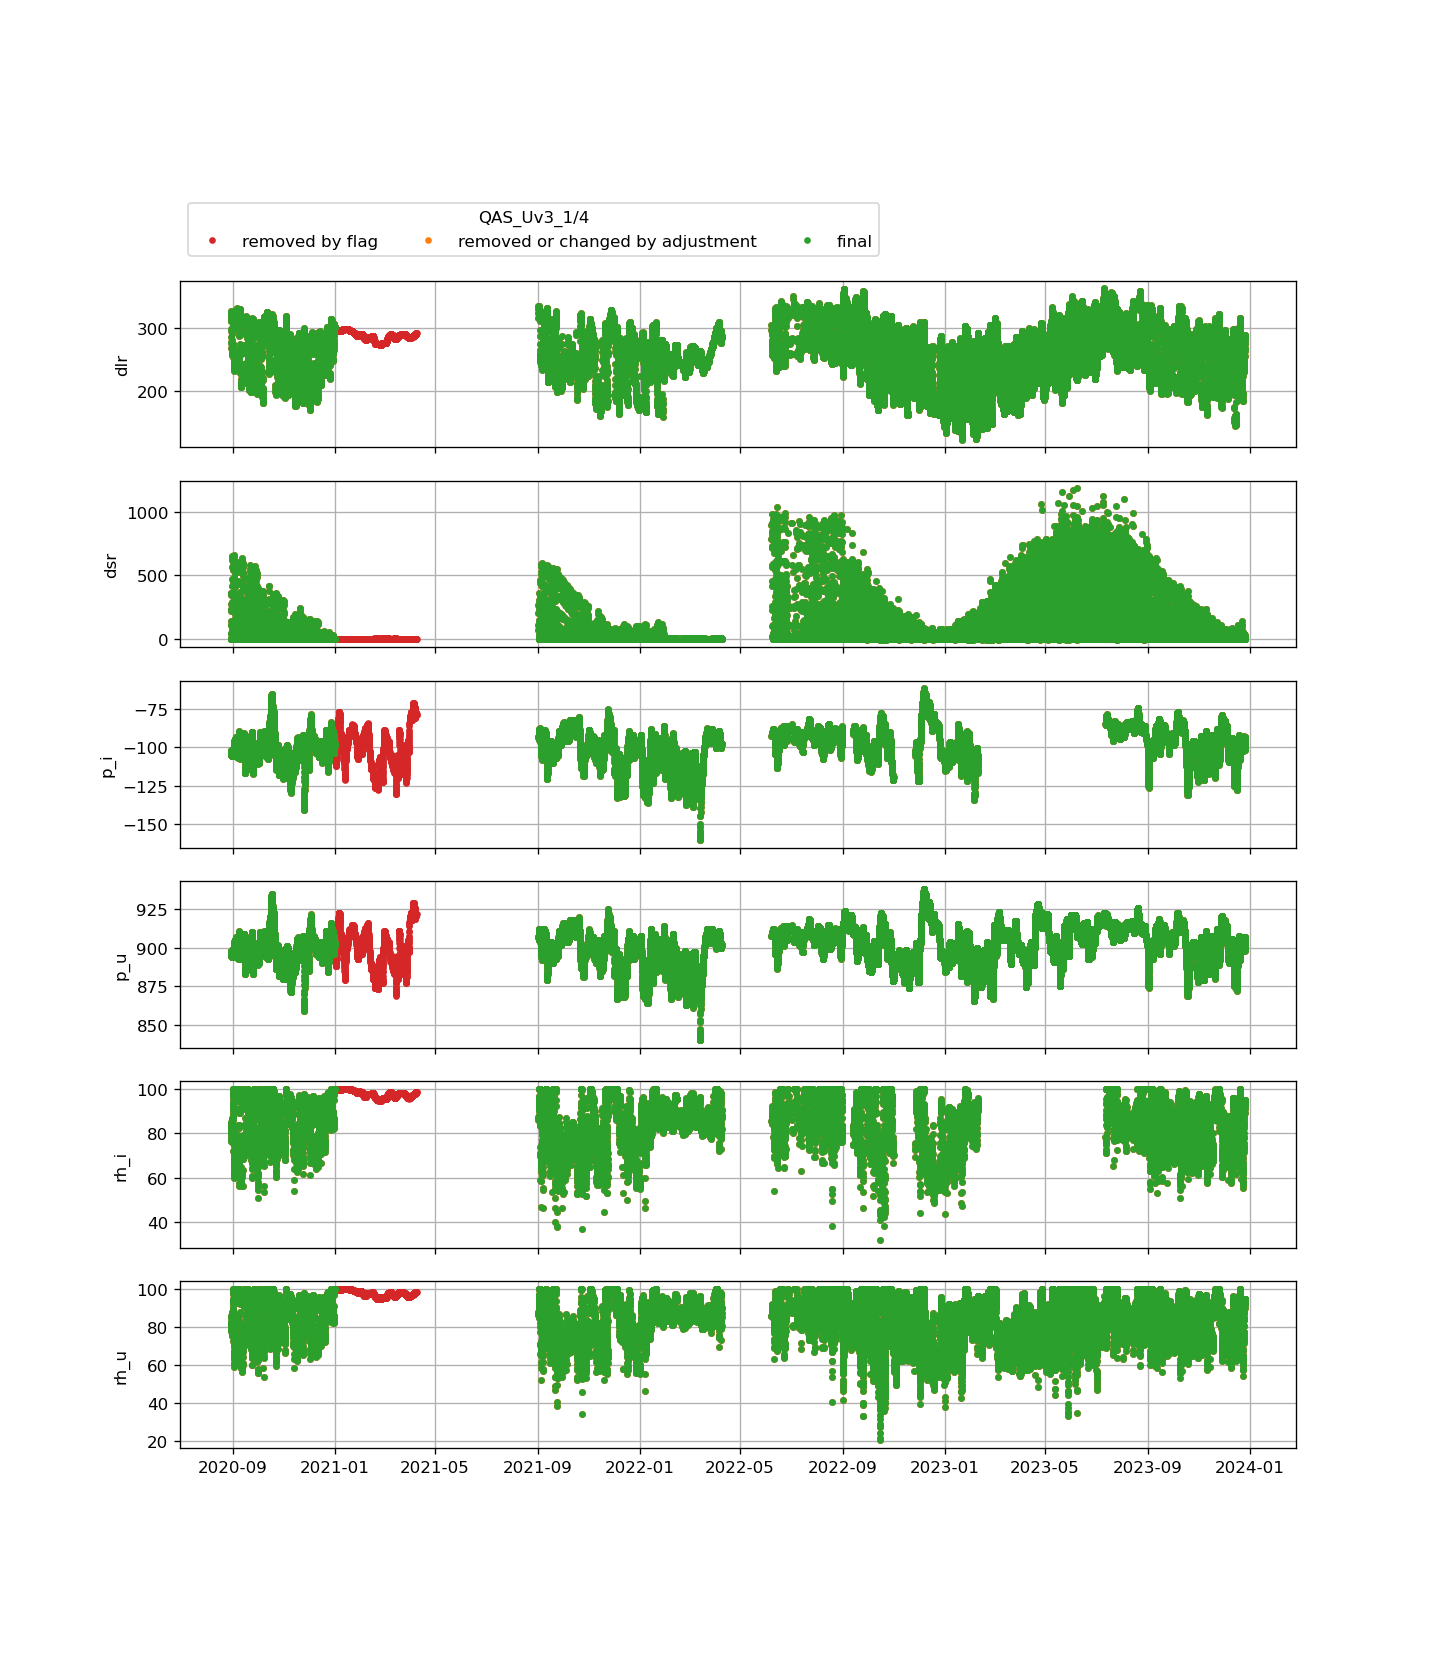 QAS_Uv3_1/4
removed by flag removed or changed by adjustment final
300
200
dlr
1000
500
0
dsr
−75
−100
−125
−150
p_i
925
900
875
850
p_u
100
80
60
40
rh_i
100
80
60
40
20
rh_u
2020-09 2021-01 2021-05 2021-09 2022-01 2022-05 2022-09 2023-01 2023-05 2023-09 2024-01